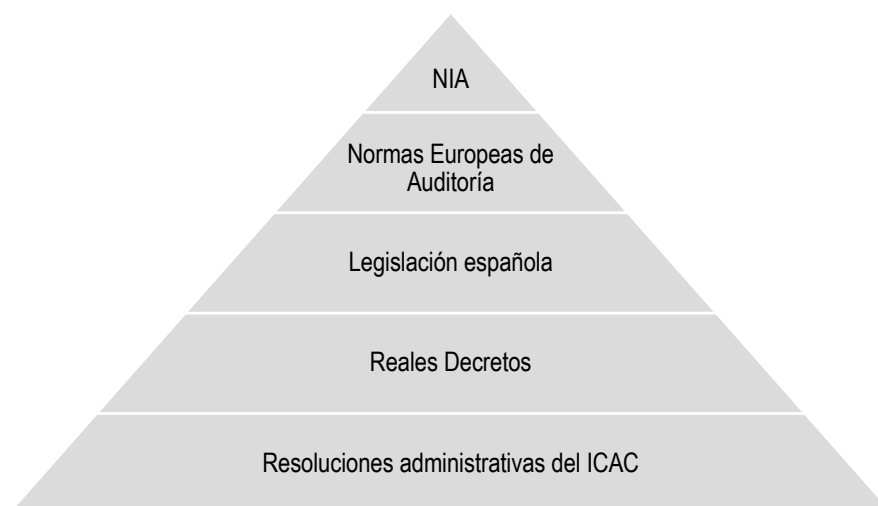 NIA
Normas Europeas de
Auditoría
Legislación española
Reales Decretos
Resoluciones administrativas del ICAC